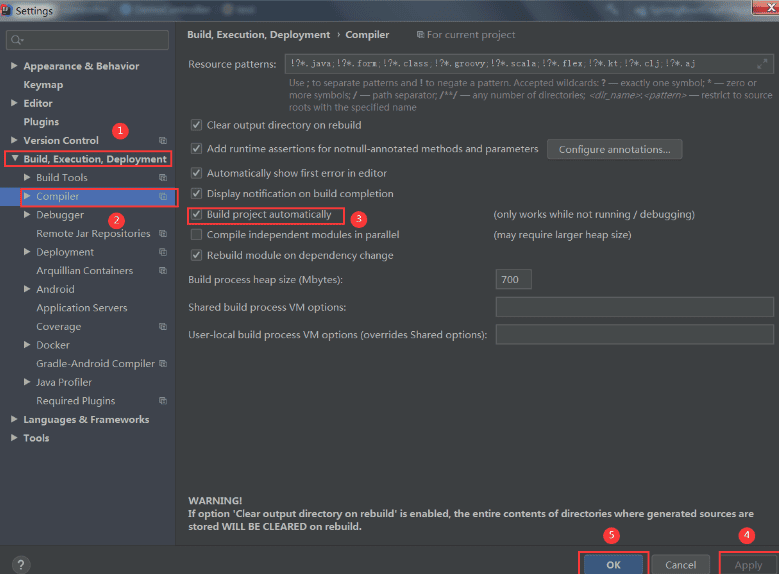 Settings
Build, Execution, Deployment › Compiler For current project
Resource patterns: !?*.java;!?*.form;!?*.class;!?*.groovy;!?*.scala;!?*.flex;!?*.kt;!?*.clj;!?*.aj
Use ; to separate patterns and ! to negate a pattern. Accepted wildcards: ? — exactly one symbol; * — zero or
more symbols; / — path separator; /**/ — any number of directories; <dir_name>:<pattern> — restrict to source
roots with the specified name
Appearance & Behavior
Keymap
Editor
Plugins
1
Version Control
Build, Execution, Deployment
Build Tools
Compiler
2
Debugger
Remote Jar Repositories
Deployment
Arquillian Containers
Android
Application Servers
Coverage
Docker
Gradle-Android Compiler
Java Profiler
Required Plugins
Languages & Frameworks
Tools
Clear output directory on rebuild
Add runtime assertions for notnull-annotated methods and parameters Configure annotations...
Automatically show first error in editor
Display notification on build completion
Build project automatically 3 (only works while not running / debugging)
Compile independent modules in parallel (may require larger heap size)
Rebuild module on dependency change
Build process heap size (Mbytes): 700
Shared build process VM options:
User-local build process VM options (overrides Shared options):
WARNING!
If option 'Clear output directory on rebuild' is enabled, the entire contents of directories where generated sources are
stored WILL BE CLEARED on rebuild.
5 4
? OK Cancel Apply